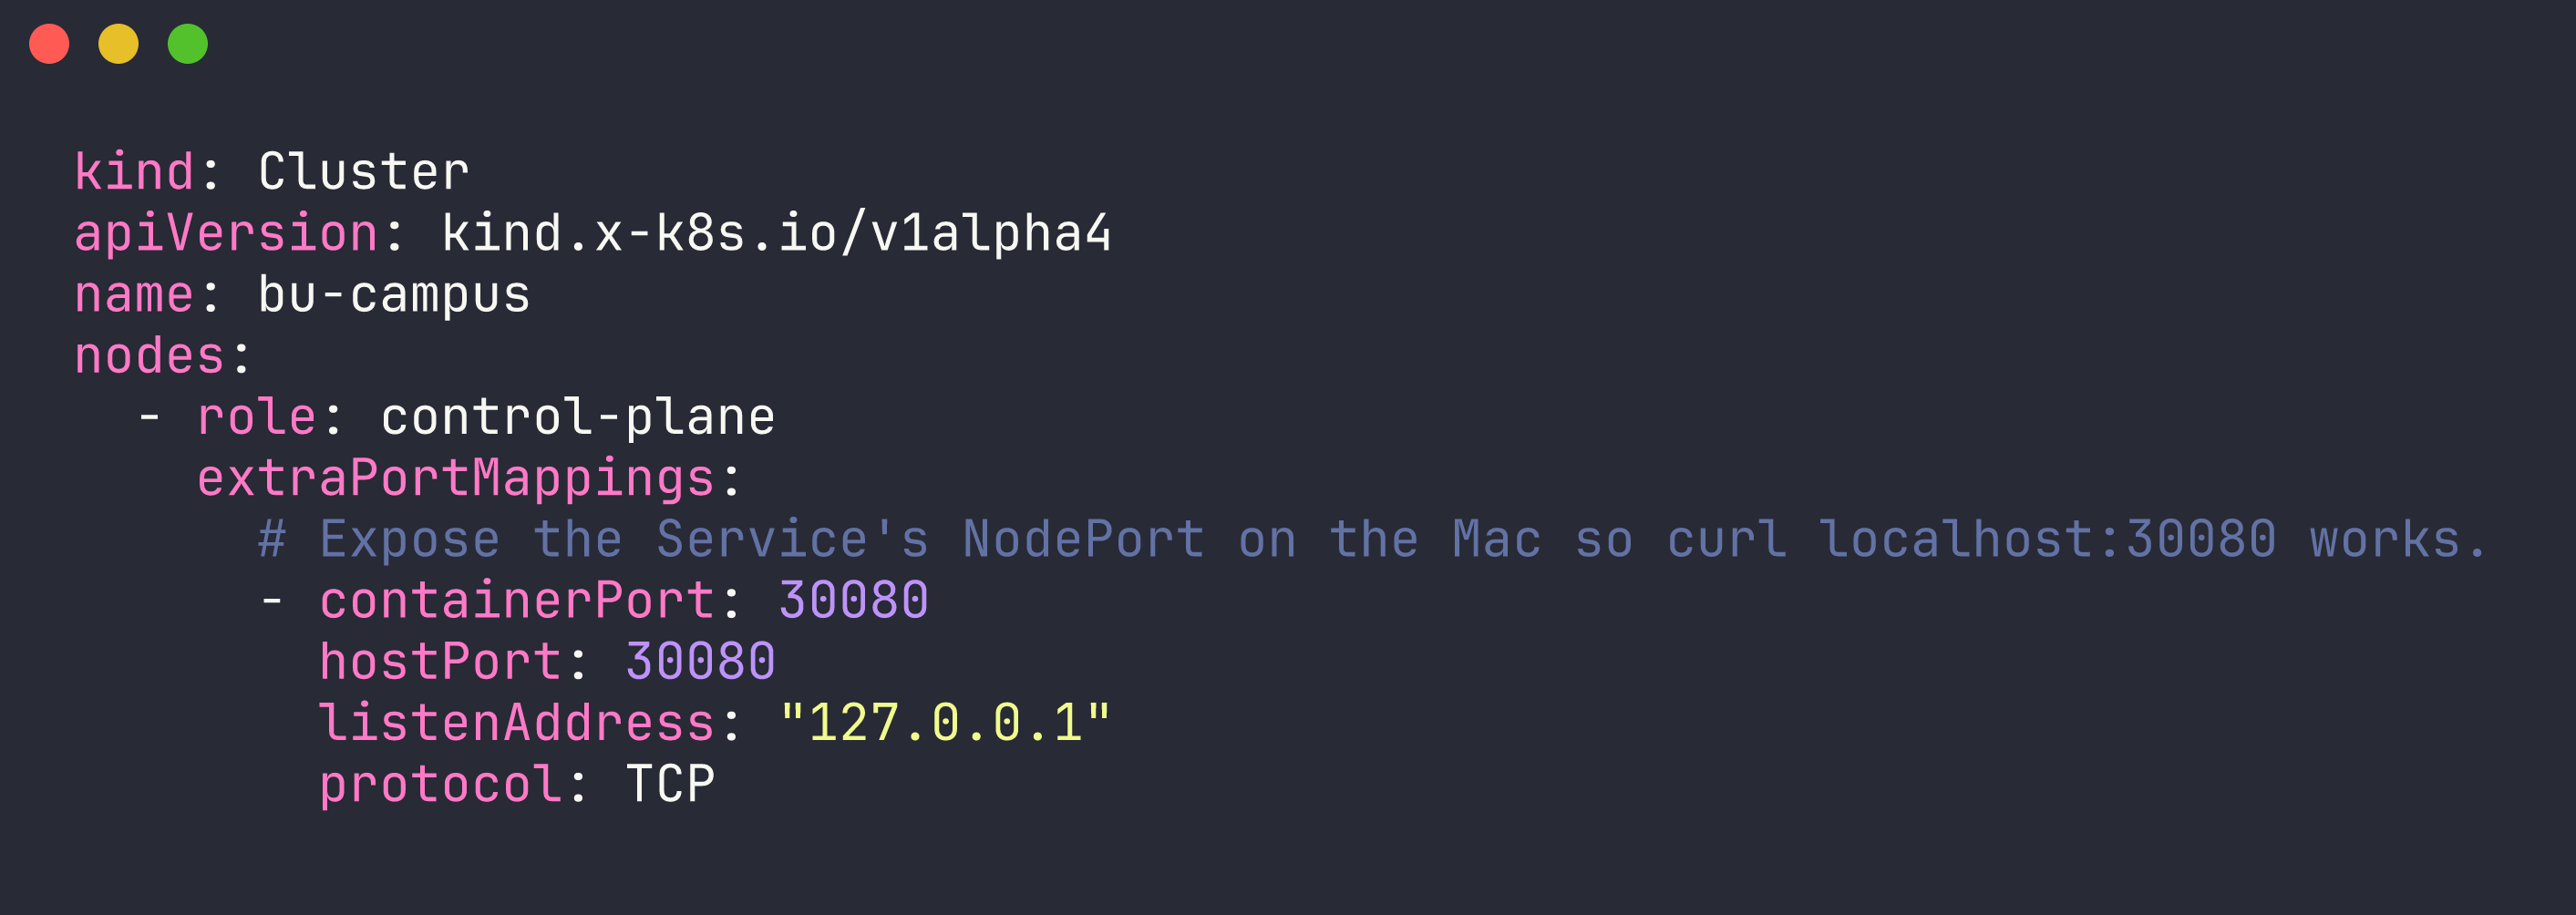 kind: Cluster
apiVersion: kind.x-k8s.io/v1alpha4
name: bu-campus
nodes:
  - role: control-plane
    extraPortMappings:
      # Expose the Service's NodePort on the Mac so curl localhost:30080 works.
      - containerPort: 30080
        hostPort: 30080
        listenAddress: "127.0.0.1"
        protocol: TCP